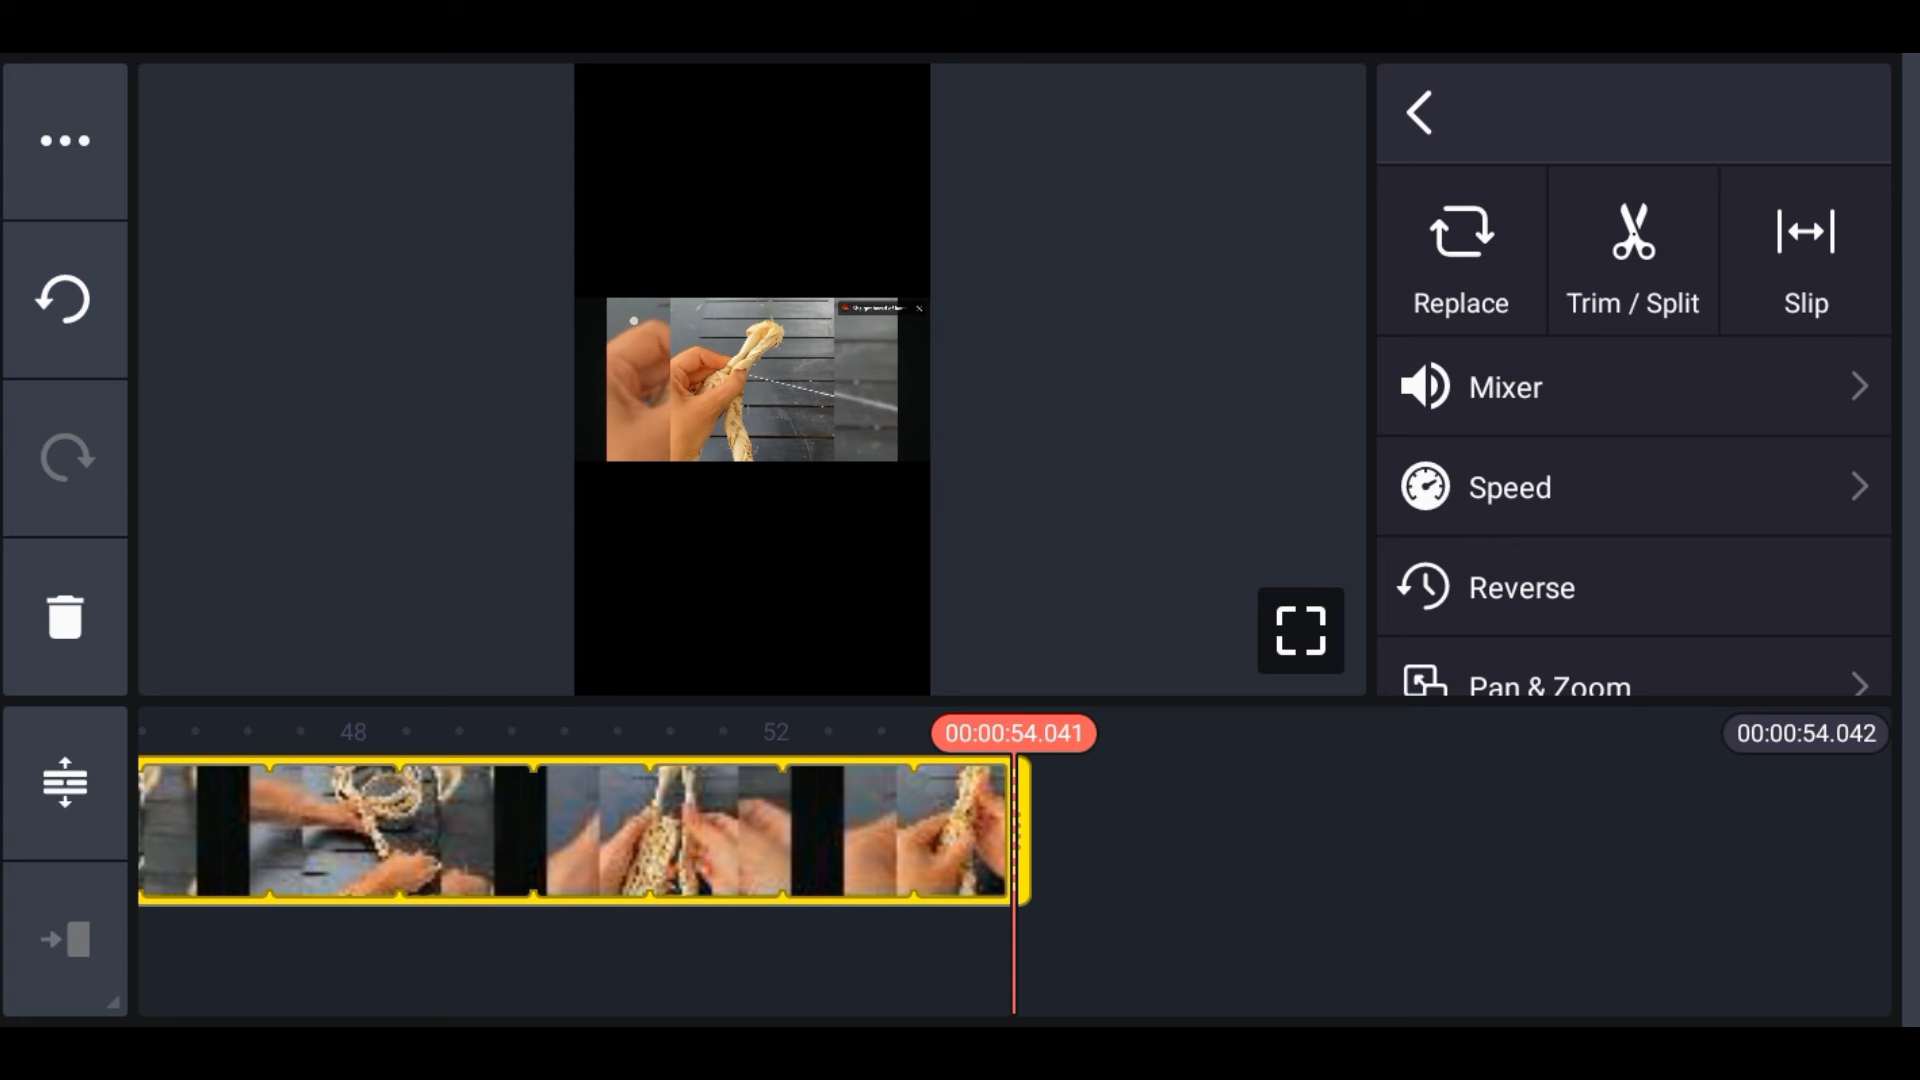 Replace
Trim / Split
Slip
Mixer
Speed
Reverse
Pan & Zoom
48
52
00:00:54.041
00:00:54.042